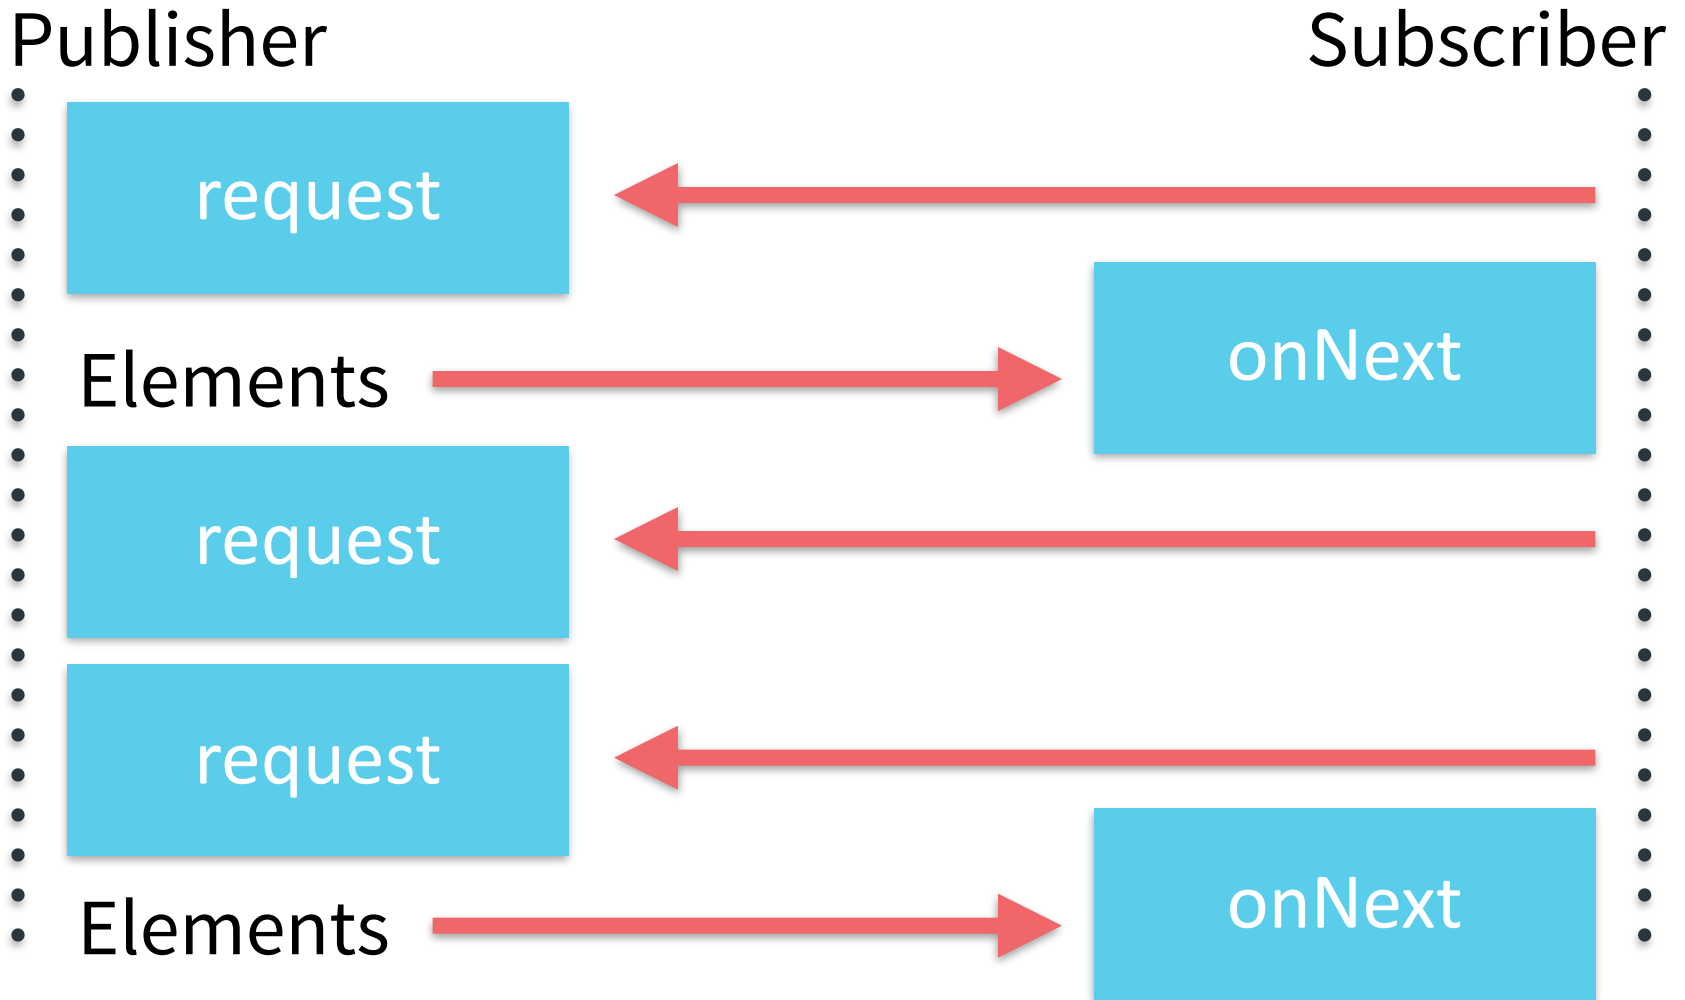 Publisher
Subscriber
request
onNext
Elements
request
request
onNext
Elements